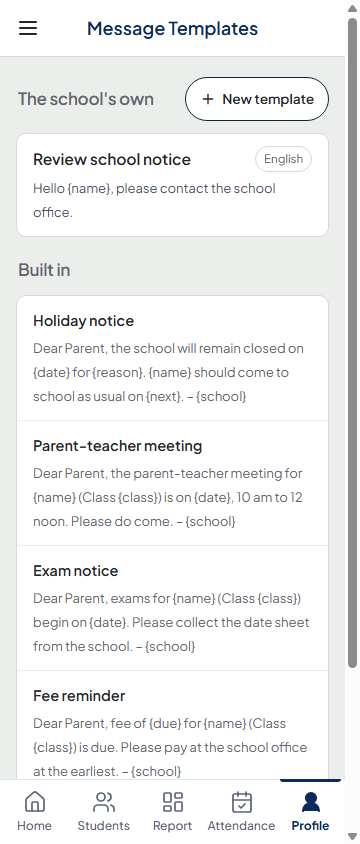 Message Templates
The school's own
+ New template
Review school notice
English
Hello {name}, please contact the school
office.
Built in
Holiday notice
Dear Parent, the school will remain closed on
{date} for {reason}. {name} should come to
school as usual on {next}. – {school}
Parent-teacher meeting
Dear Parent, the parent-teacher meeting for
{name} (Class {class}) is on {date}, 10 am to 12
noon. Please do come. – {school}
Exam notice
Dear Parent, exams for {name} (Class {class})
begin on {date}. Please collect the date sheet
from the school. – {school}
Fee reminder
Dear Parent, fee of {due} for {name} (Class
{class}) is due. Please pay at the school office
at the earliest. – {school}
Home
Students
Report
Attendance
Profile